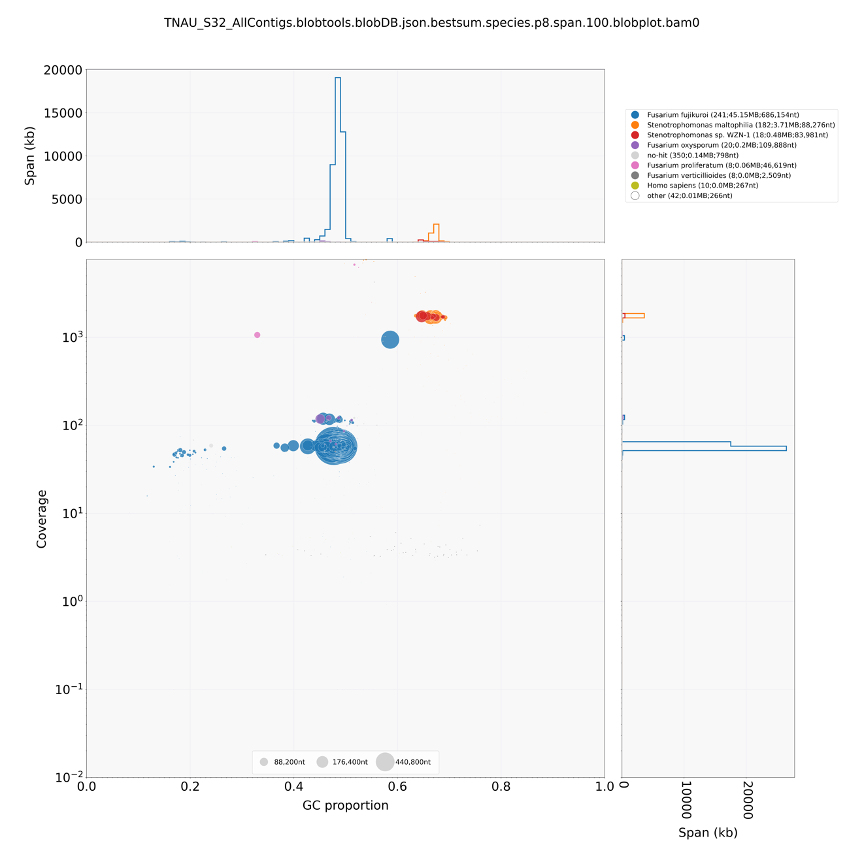 TNAU_S32_AllContigs.blobtools.blobDB.json.bestsum.species.p8.span.100.blobplot.bam0
20000
15000
10000
5000
0
Span (kb)
Fusarium fujikuroi (241;45.15MB;686,154nt)
Stenotrophomonas maltophilia (182;3.71MB;88,276nt)
Stenotrophomonas sp. WZN-1 (18;0.48MB;83,981nt)
Fusarium oxysporum (20;0.2MB;109,888nt)
no-hit (350;0.14MB;798nt)
Fusarium proliferatum (8;0.06MB;46,619nt)
Fusarium verticillioides (8;0.0MB;2,509nt)
Homo sapiens (10;0.0MB;267nt)
other (42;0.01MB;266nt)
10³
10²
10¹
10⁰
10⁻¹
10⁻²
Coverage
88,200nt 176,400nt 440,800nt
0.0 0.2 0.4 0.6 0.8 1.0
GC proportion
0 10000 20000
Span (kb)